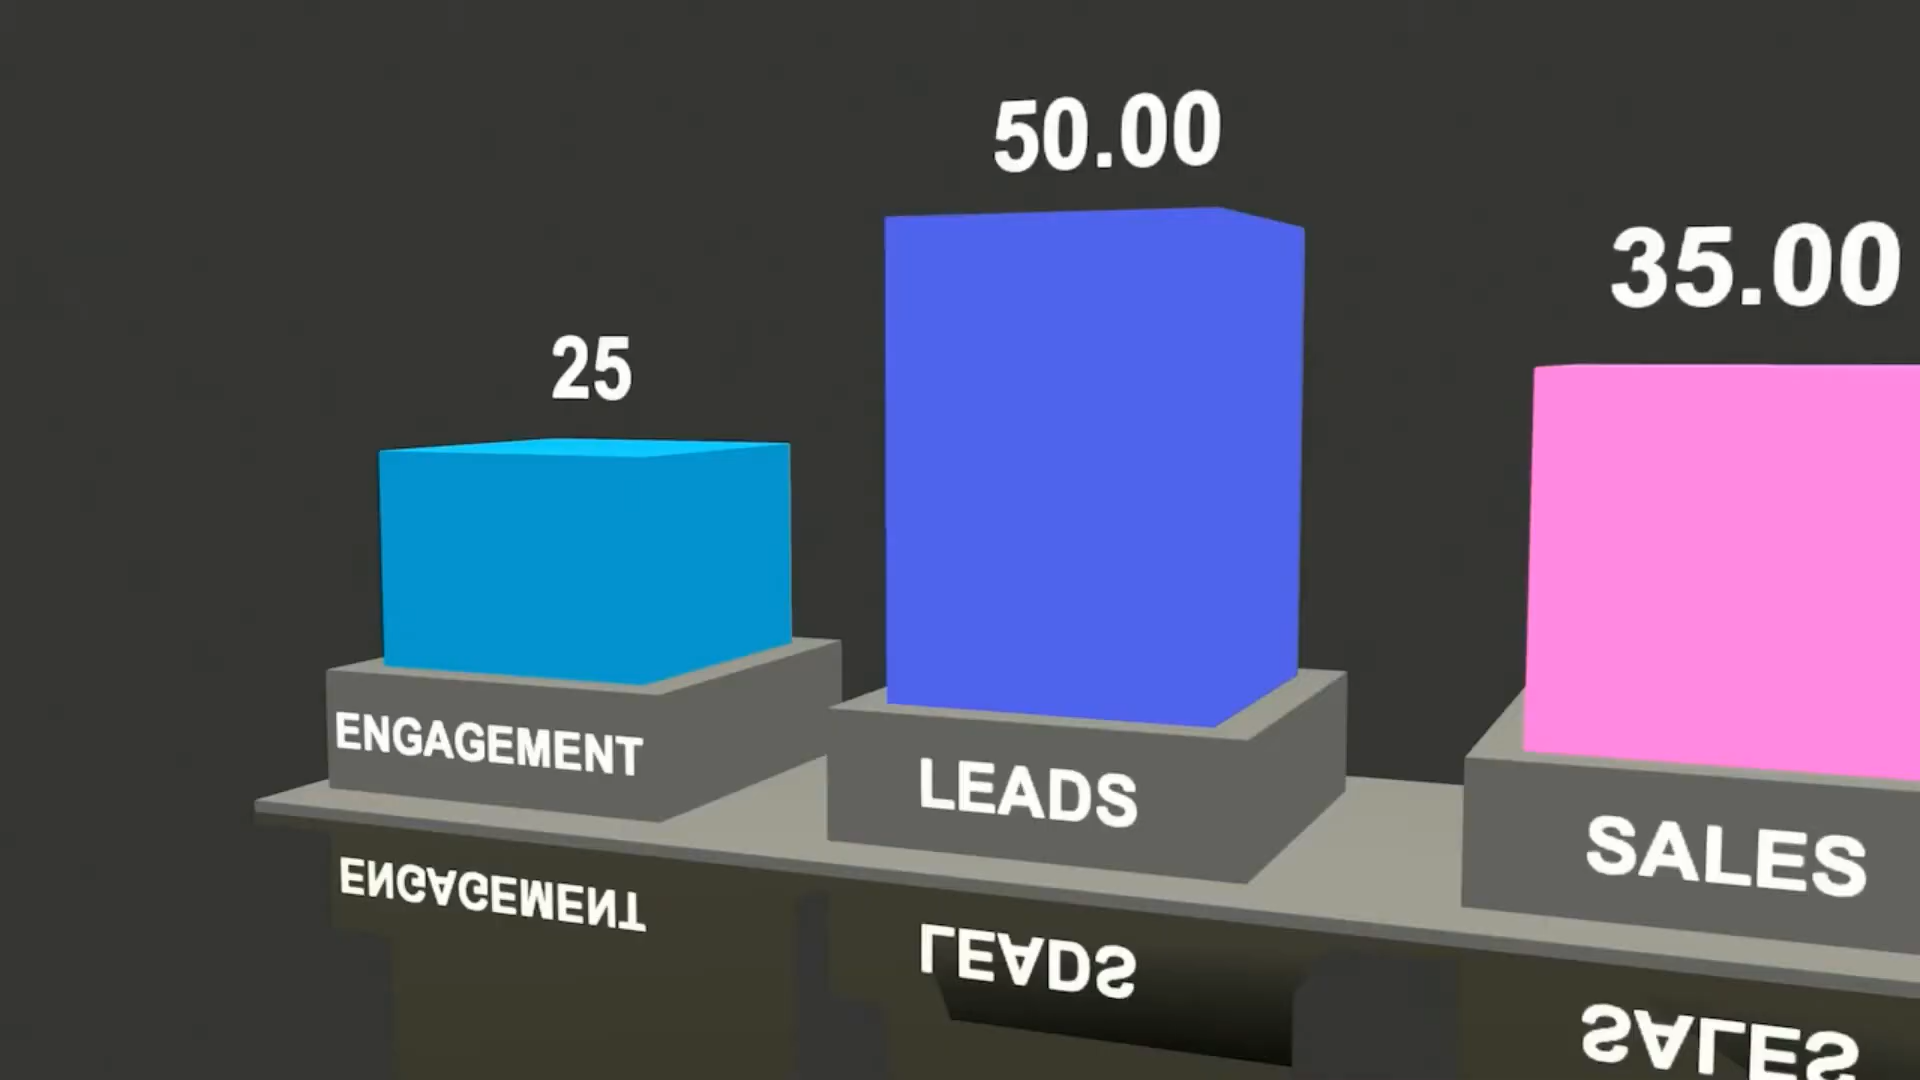 50.00
35.00
25
ENGAGEMENT
LEADS
SALES
ENGAGEMENT
LEADS
SALES